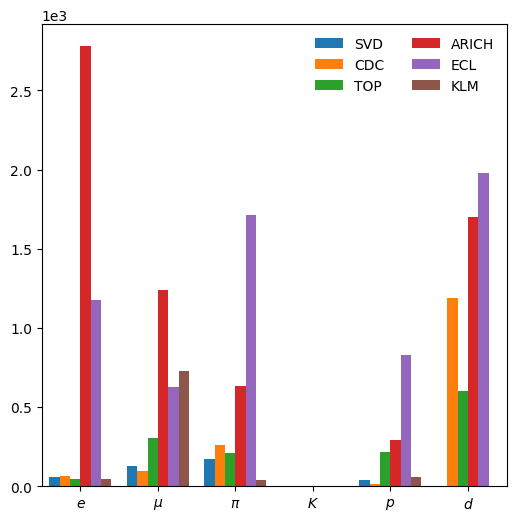 1e3
SVD ARICH
CDC ECL
TOP KLM
2.5
2.0
1.5
1.0
0.5
0.0
e μ π K p d